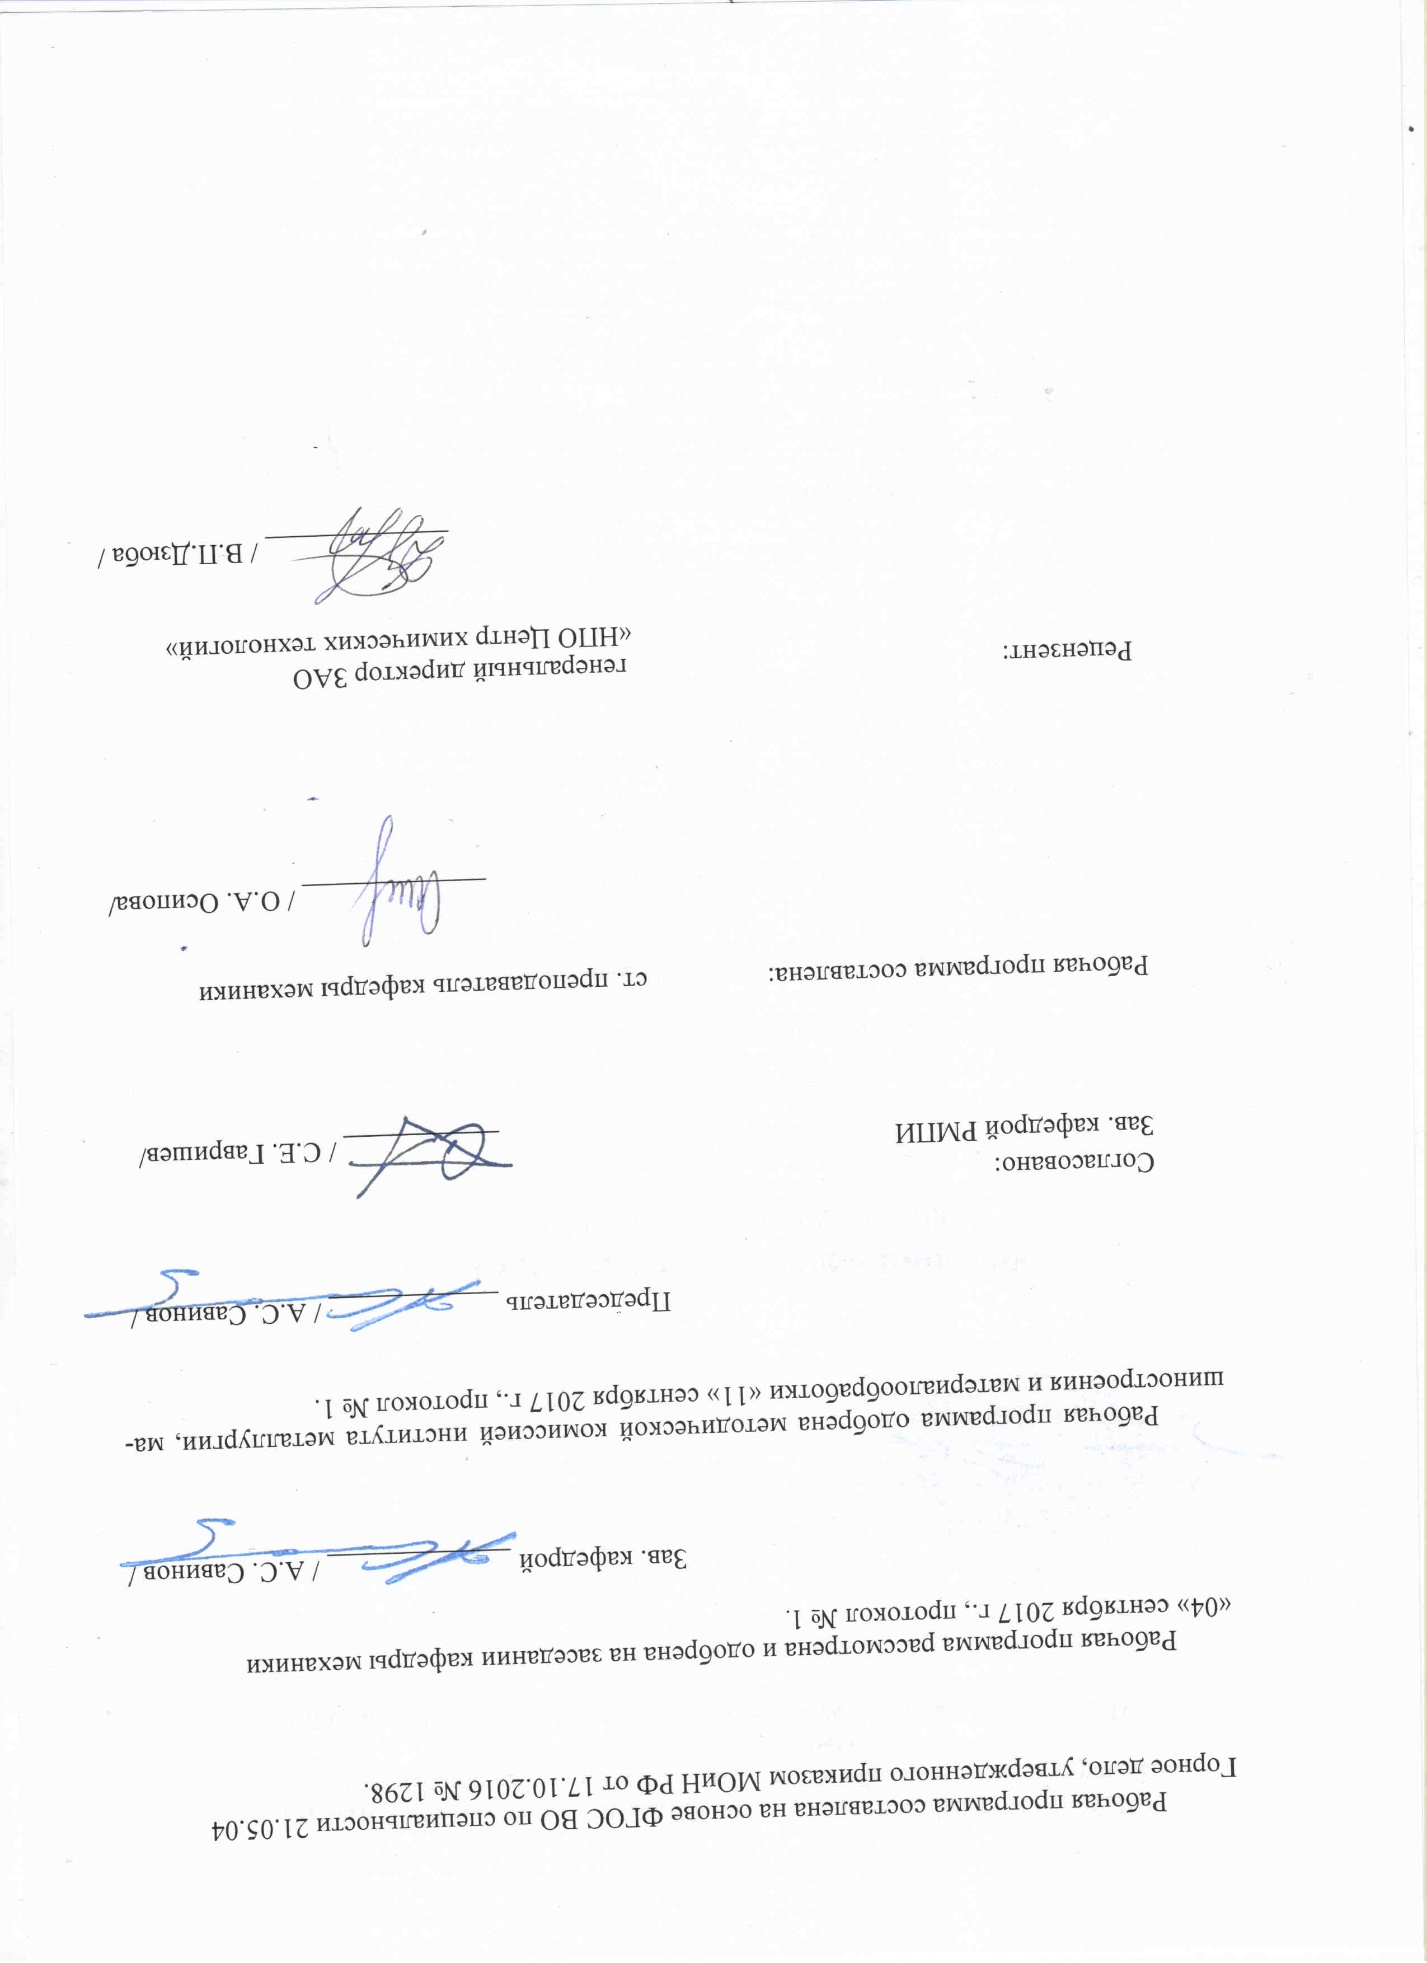 Рабочая программа составлена на основе ФГОС ВО по специальности 21.05.04
Горное дело, утвержденного приказом МОиН РФ от 17.10.2016 № 1298.
Рабочая программа рассмотрена и одобрена на заседании кафедры механики
«04» сентября 2017 г., протокол № 1.
Зав. кафедрой / А.С. Савинов /
Рабочая программа одобрена методической комиссией института металлургии, ма-
шиностроения и материалообработки «11» сентября 2017 г., протокол № 1.
Председатель / А.С. Савинов /
Согласовано:
Зав. кафедрой РМПИ / С.Е. Гавришев/
Рабочая программа составлена: ст. преподаватель кафедры механики
/ О.А. Осипова/
Рецензент: генеральный директор ЗАО
«НПО Центр химических технологий»
/ В.П.Дзюба /